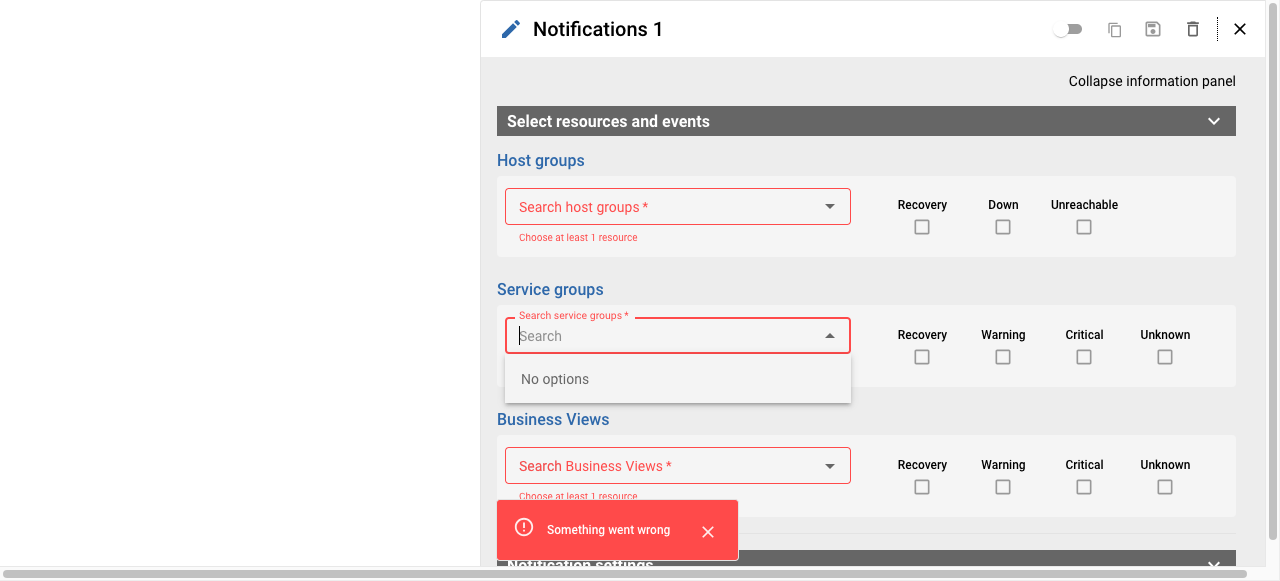 Notifications 1
Collapse information panel
Select resources and events
Host groups
Search host groups *
Recovery Down Unreachable
Choose at least 1 resource
Service groups
Search service groups *
Search
Recovery Warning Critical Unknown
No options
Business Views
Search Business Views *
Recovery Warning Critical Unknown
Choose at least 1 resource
Something went wrong
Notification settings